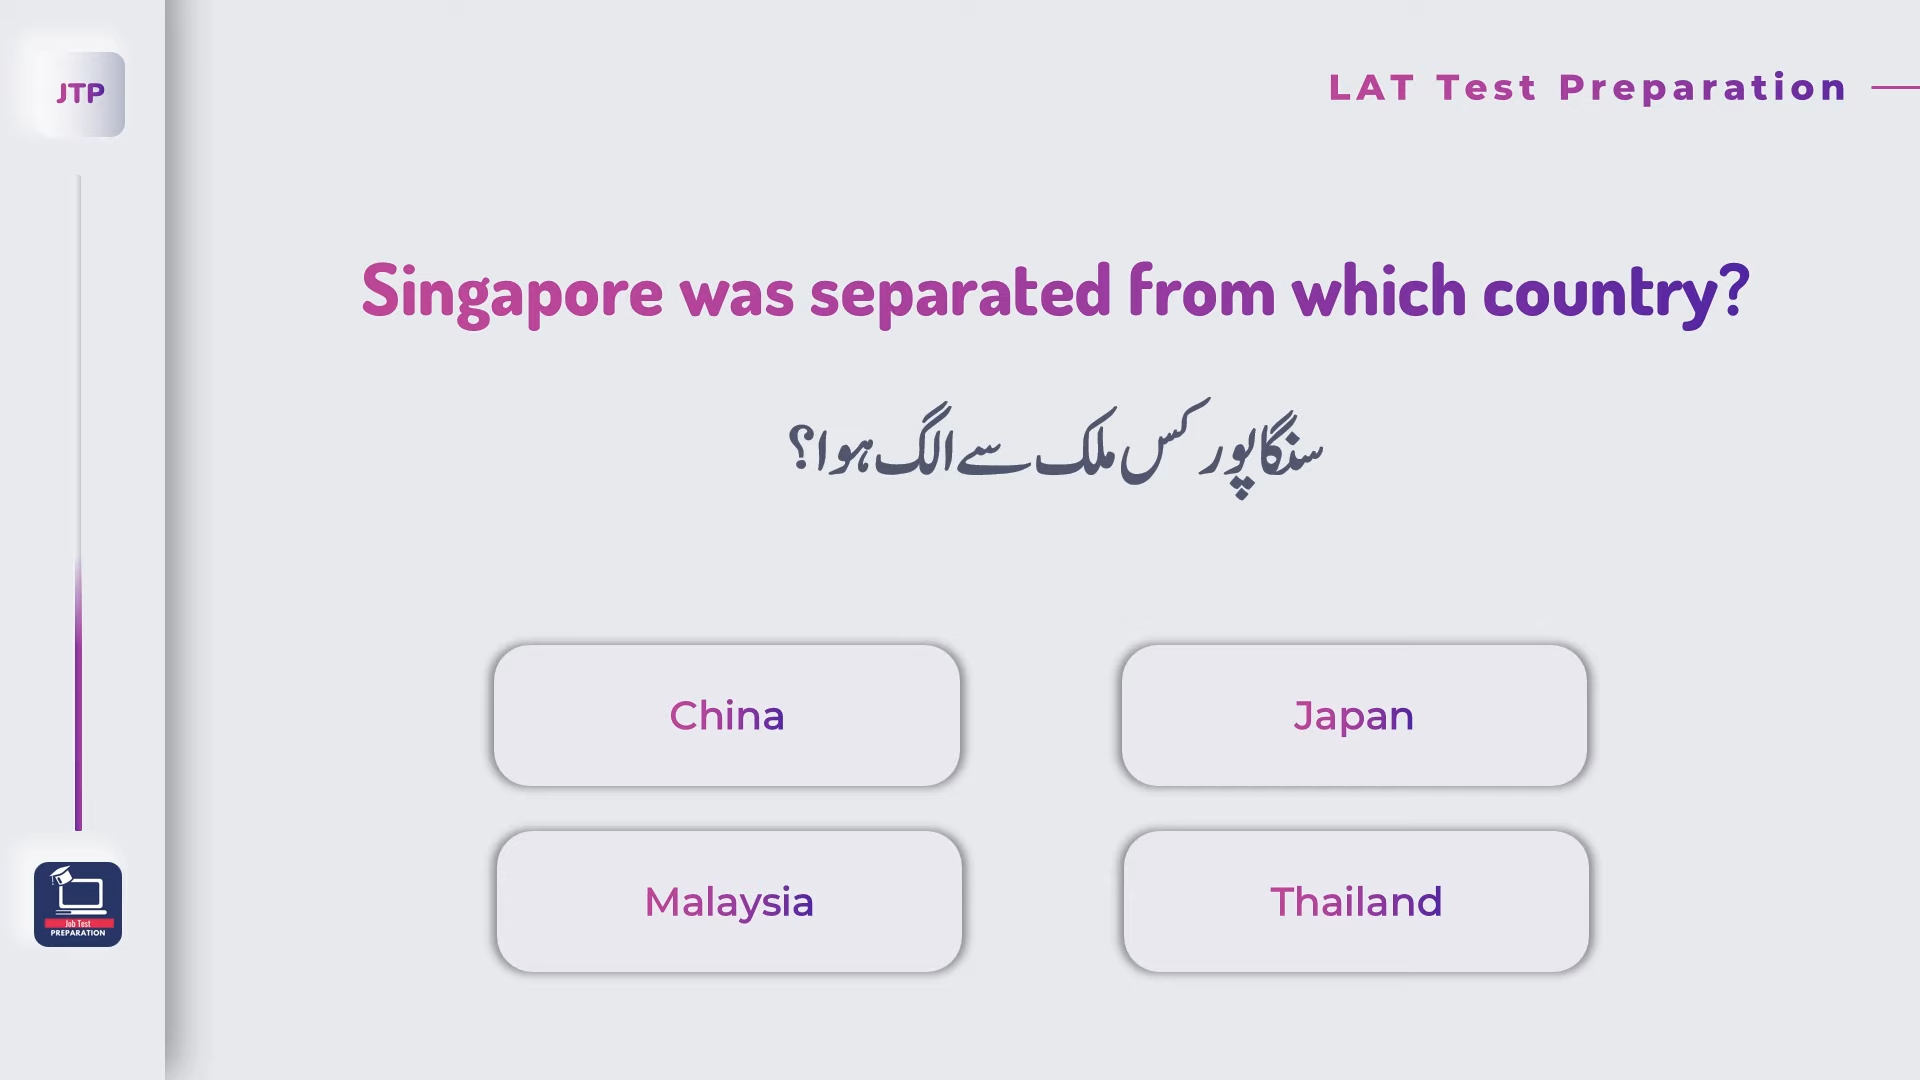 JTP
LAT Test Preparation
Singapore was separated from which country?
سنگاپور کس ملک سے الگ ہوا؟
China
Japan
Malaysia
Thailand
Job Test
PREPARATION